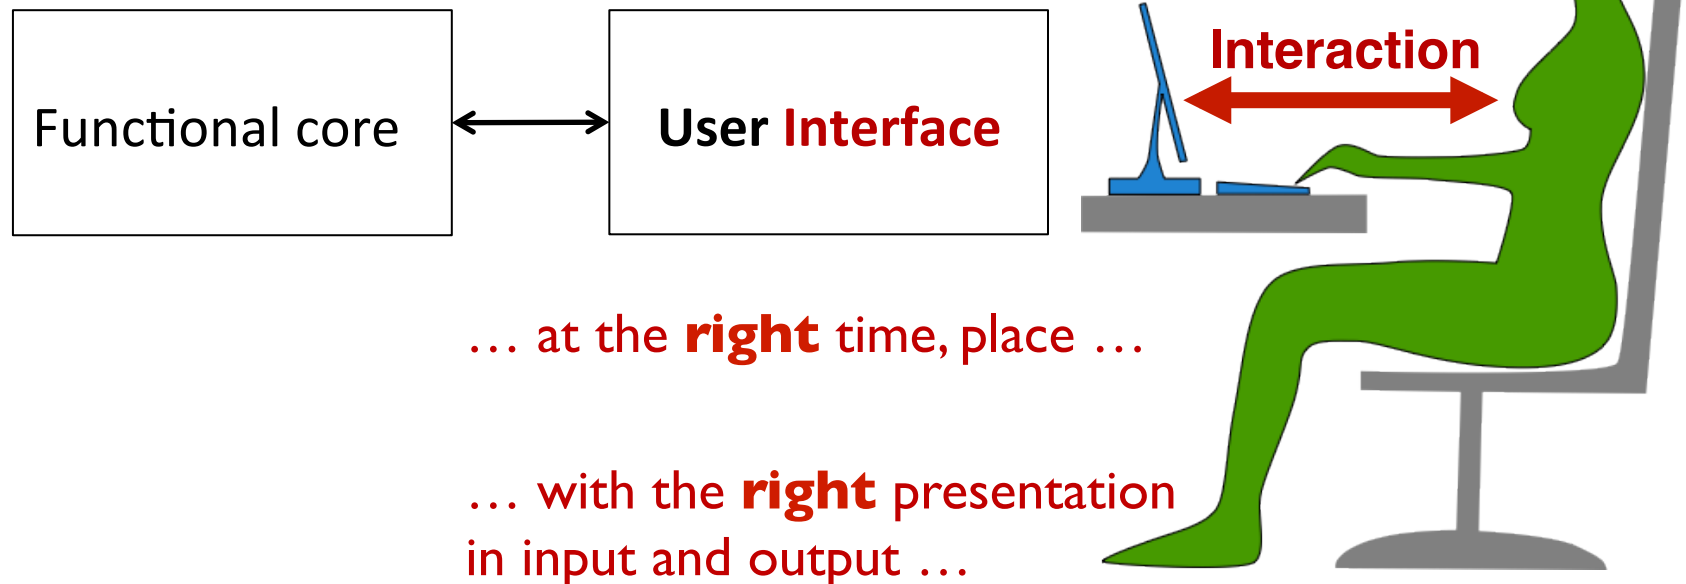 Interaction
Functional core
User Interface
… at the right time, place …
… with the right presentation
in input and output …